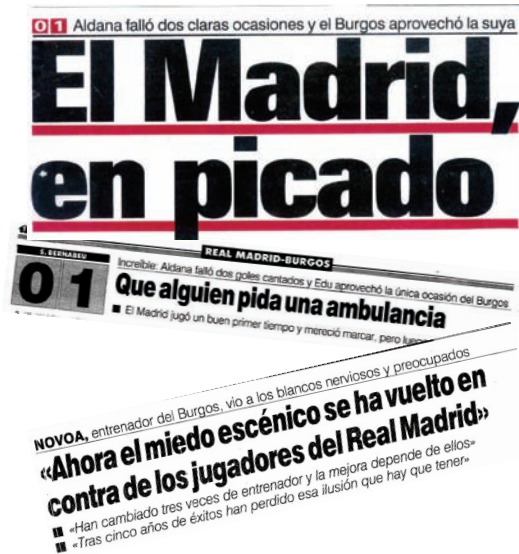 0 1 Aldana falló dos claras ocasiones y el Burgos aprovechó la suya
El Madrid,
en picado
S. BERNABEU
REAL MADRID-BURGOS
0 1
Increíble: Aldana falló dos goles cantados y Edu aprovechó la única ocasión del Burgos
Que alguien pida una ambulancia
■ El Madrid jugó un buen primer tiempo y mereció marcar, pero
NOVOA, entrenador del Burgos, vio a los blancos nerviosos y preocupados
«Ahora el miedo escénico se ha vuelto en
contra de los jugadores del Real Madrid»
■ «Han cambiado tres veces de entrenador y la mejora depende de ellos»
■ «Tras cinco años de éxitos han perdido esa ilusión que hay que tener»